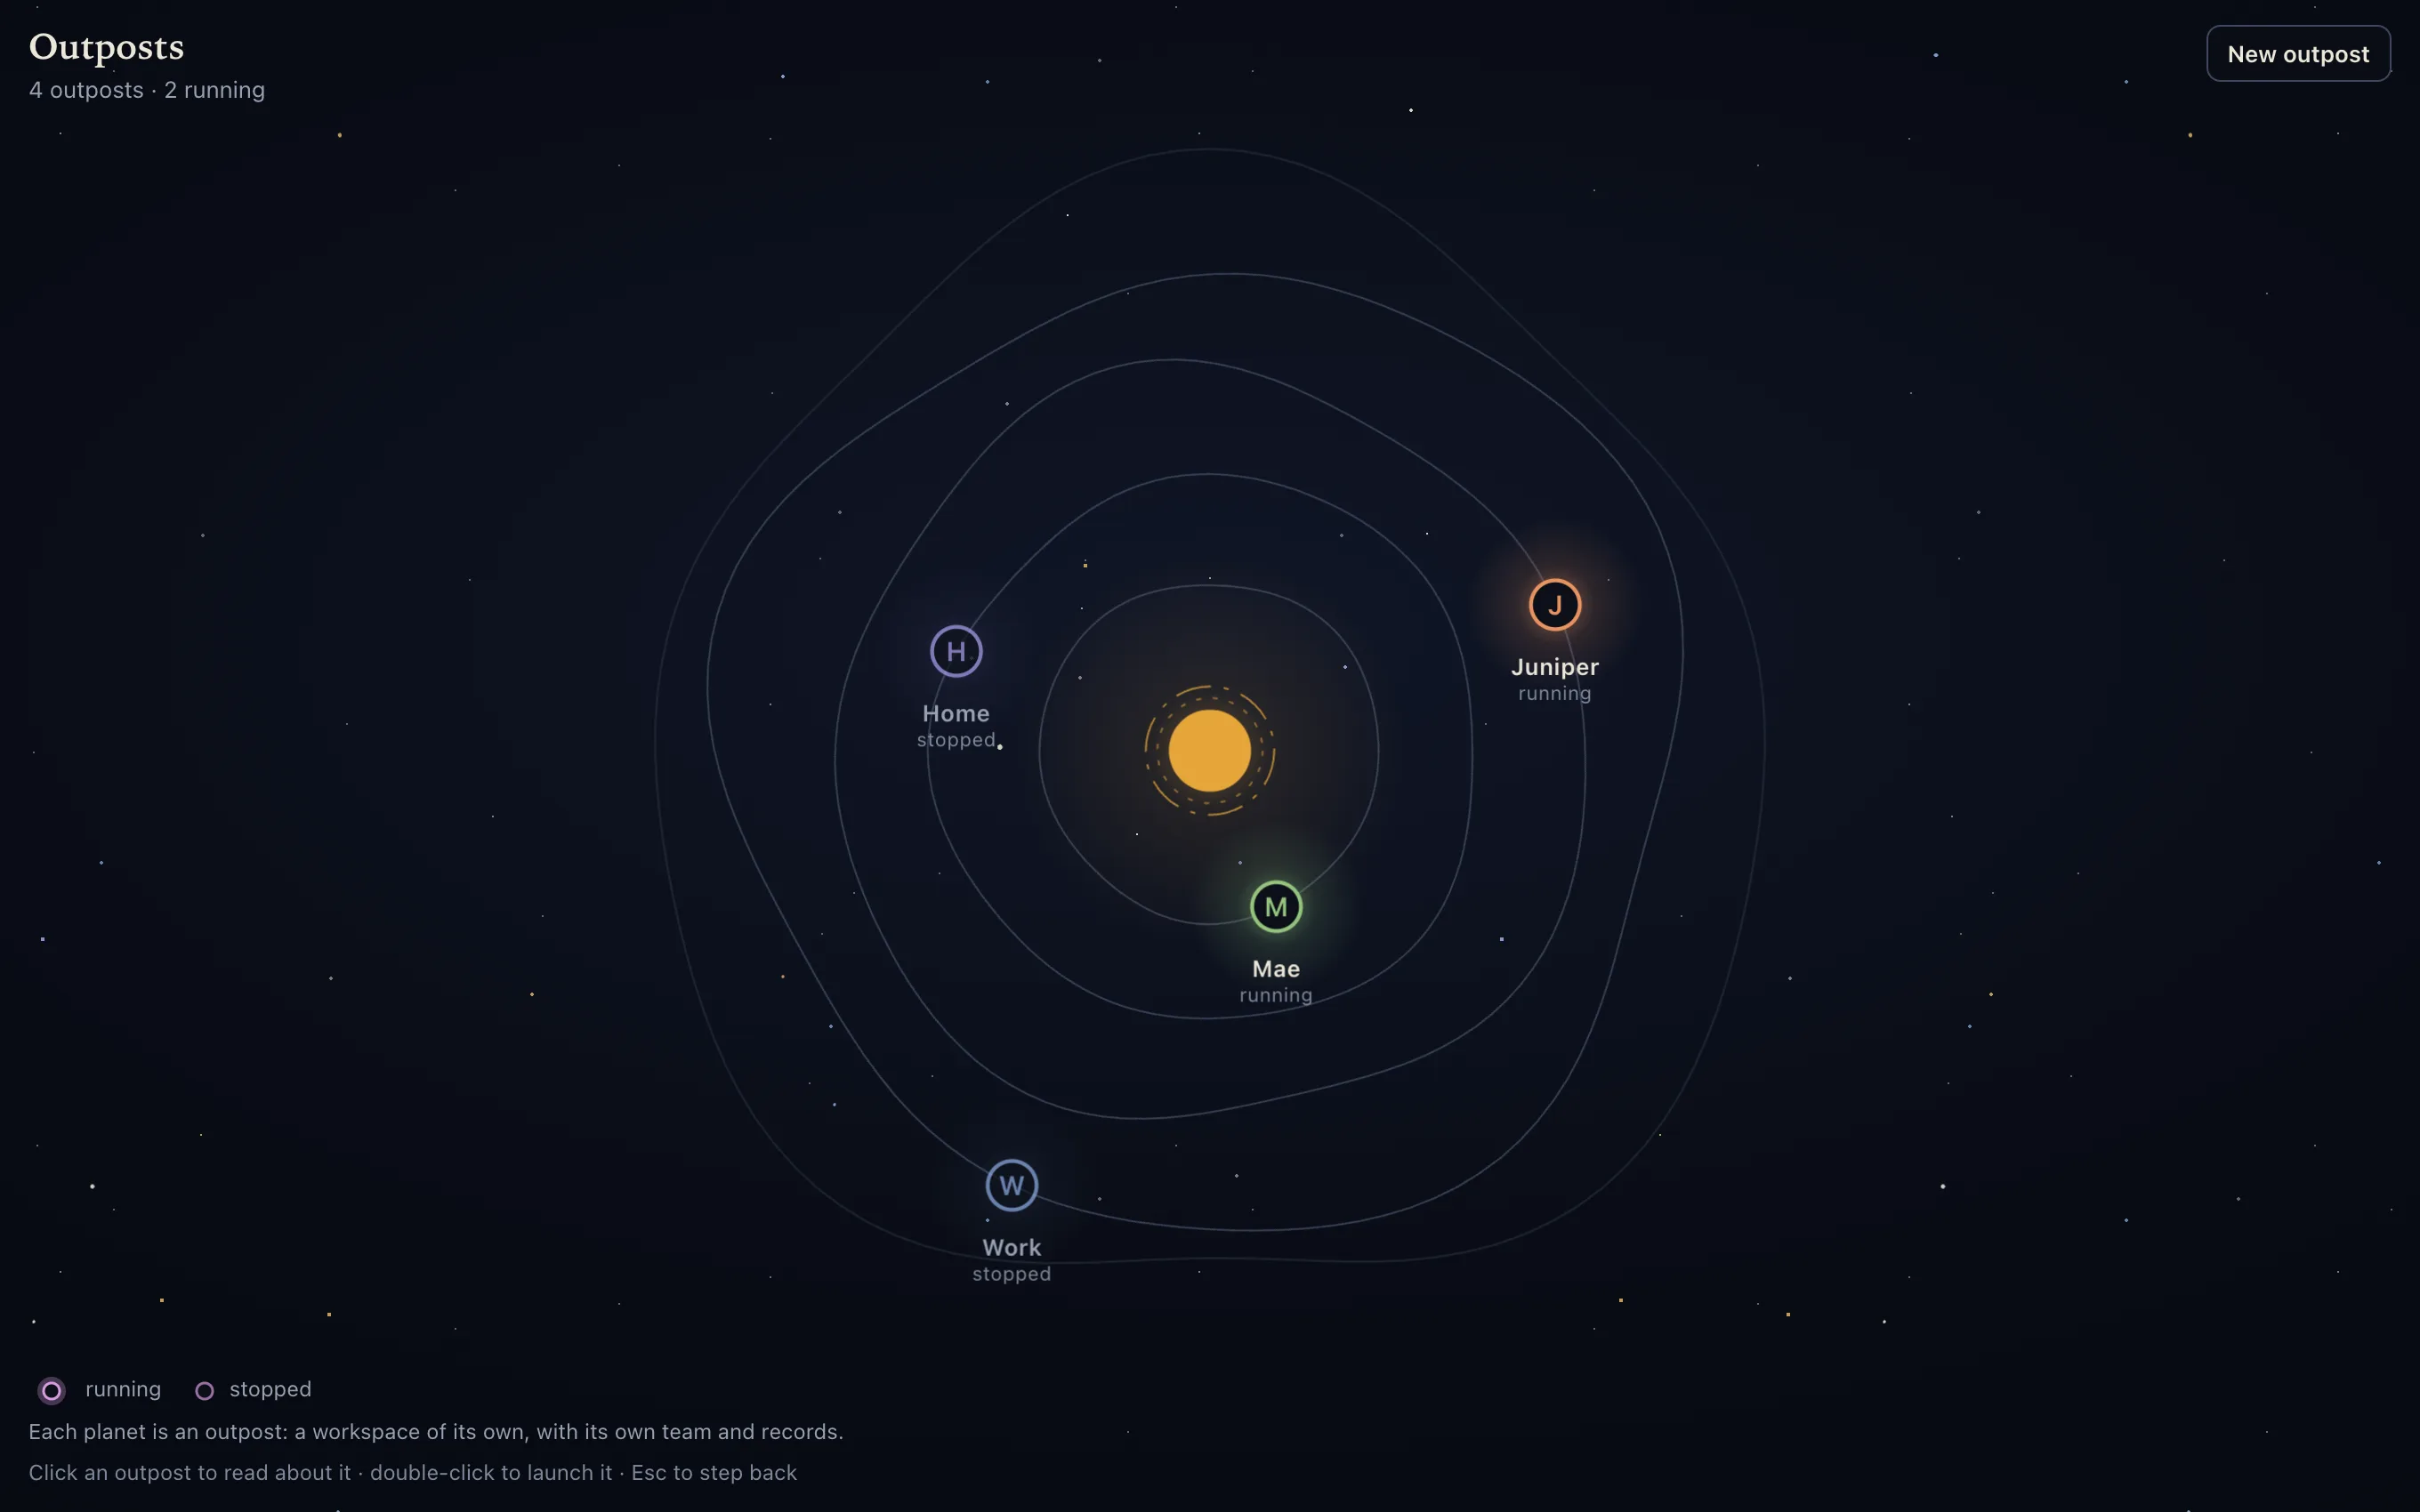 Outposts
4 outposts · 2 running
New outpost
J
Juniper
running
H
Home
stopped
M
Mae
running
W
Work
stopped
running
stopped
Each planet is an outpost: a workspace of its own, with its own team and records.
Click an outpost to read about it · double-click to launch it · Esc to step back